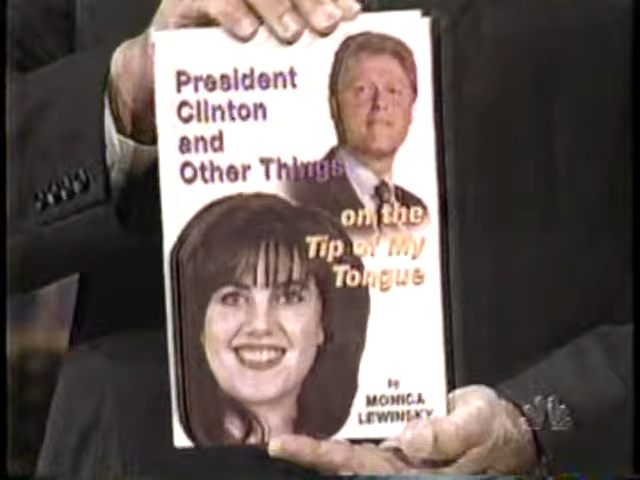 President
Clinton
and
Other Things
on the
Tip of My
Tongue
by
MONICA
LEWINSKY